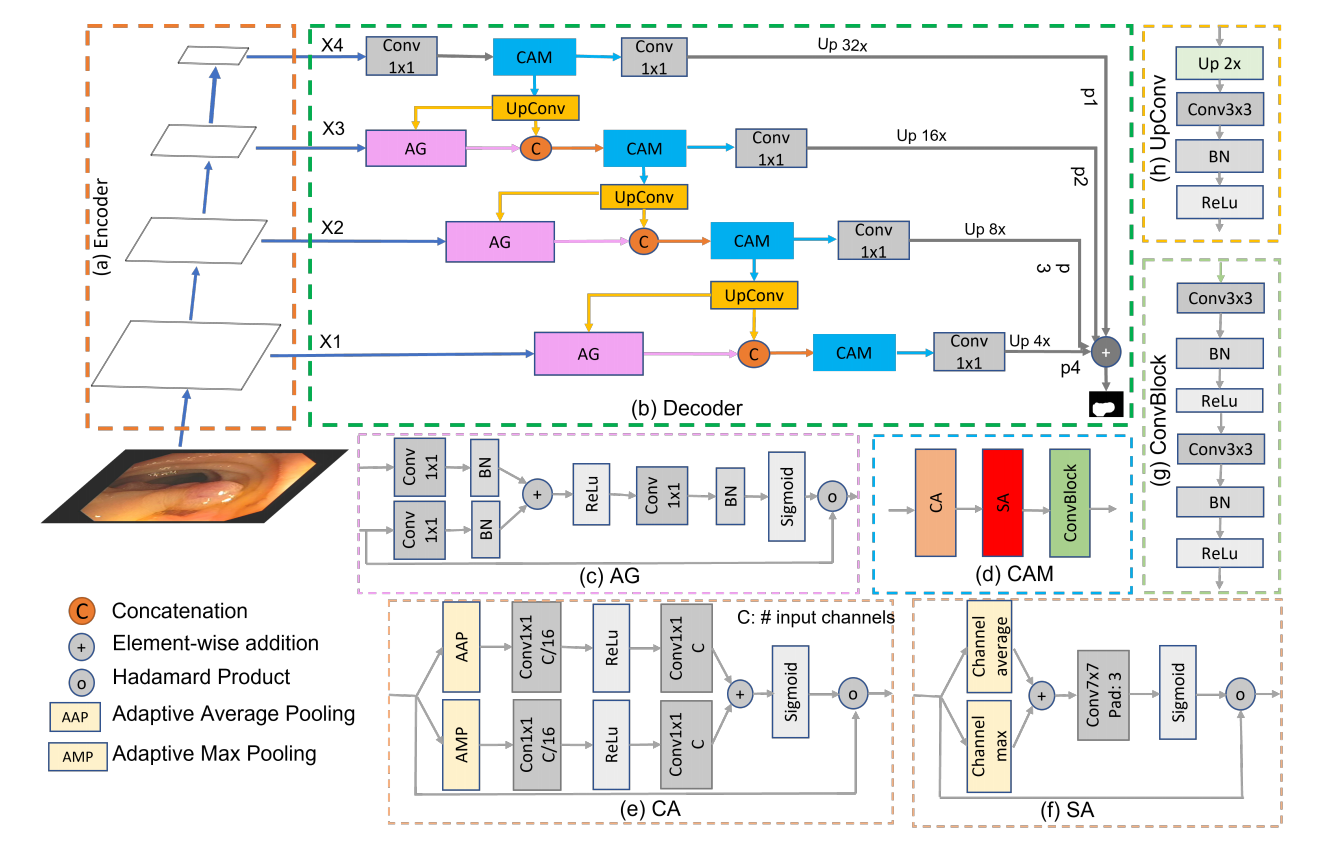 (a) Encoder
X4
Conv
1x1
CAM
Conv
1x1
Up 32x
p1
UpConv
X3
AG
C
CAM
Conv
1x1
Up 16x
p2
UpConv
X2
AG
C
CAM
Conv
1x1
Up 8x
p
3
UpConv
X1
AG
C
CAM
Conv
1x1
Up 4x
p4
+
(b) Decoder
(h) UpConv
Up 2x
Conv3x3
BN
ReLu
(g) ConvBlock
Conv3x3
BN
ReLu
Conv3x3
BN
ReLu
Conv
1x1
BN
Conv
1x1
BN
+
ReLu
Conv
1x1
BN
Sigmoid
o
(c) AG
CA
SA
ConvBlock
(d) CAM
C
Concatenation
+
Element-wise addition
o
Hadamard Product
AAP
Adaptive Average Pooling
AMP
Adaptive Max Pooling
C: # input channels
AAP
Conv1x1
C/16
ReLu
Conv1x1
C
AMP
Con1x1
C/16
ReLu
Conv1x1
C
+
Sigmoid
o
(e) CA
Channel
average
Channel
max
+
Conv7x7
Pad: 3
Sigmoid
o
(f) SA